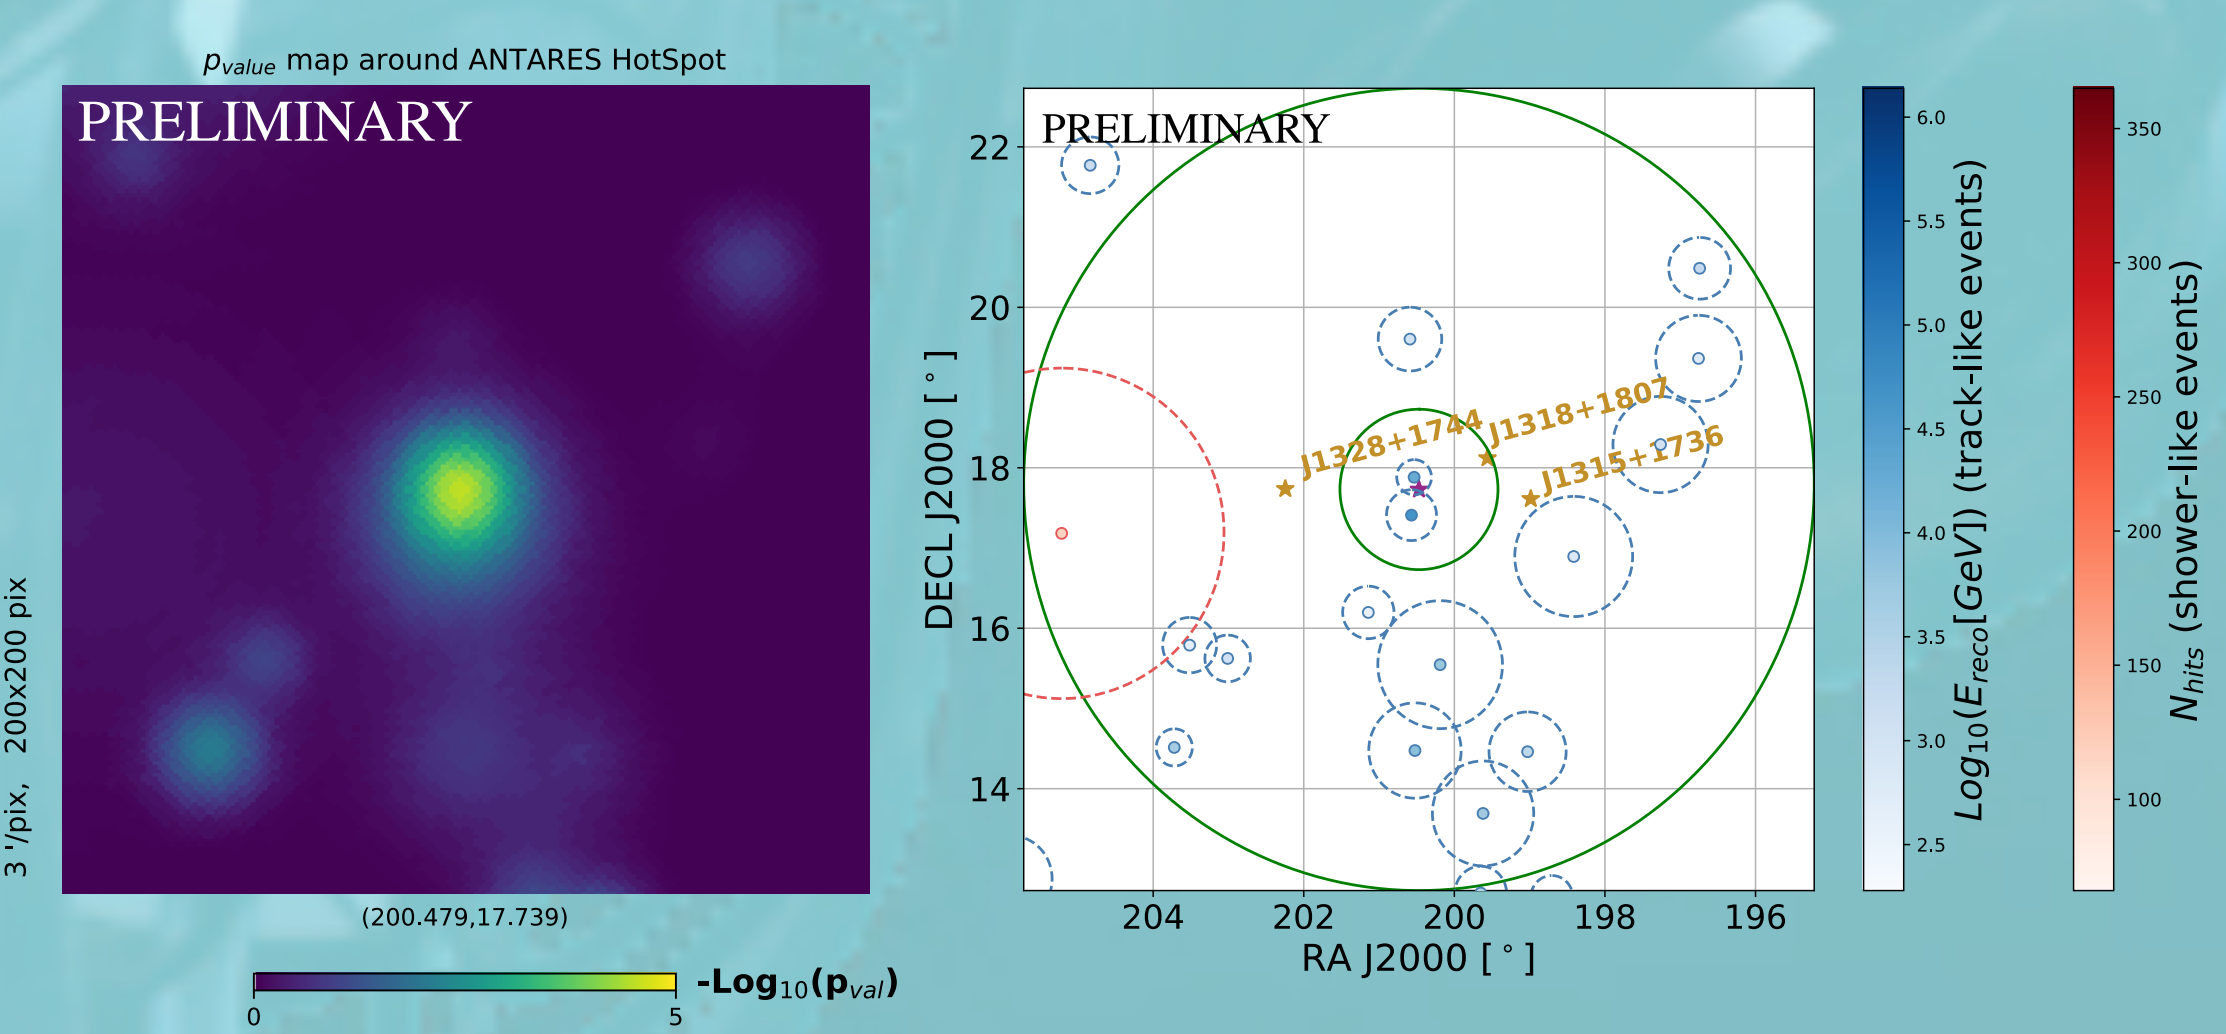 p_value map around ANTARES HotSpot
PRELIMINARY
3 '/pix, 200x200 pix
(200.479,17.739)
-Log10(p_val)
0
5
PRELIMINARY
22
20
18
16
14
DECL J2000 [°]
J1328+1744
J1318+1807
J1315+1736
204
202
200
198
196
RA J2000 [°]
6.0
5.5
5.0
4.5
4.0
3.5
3.0
2.5
Log10(E_reco[GeV]) (track-like events)
350
300
250
200
150
100
N_hits (shower-like events)